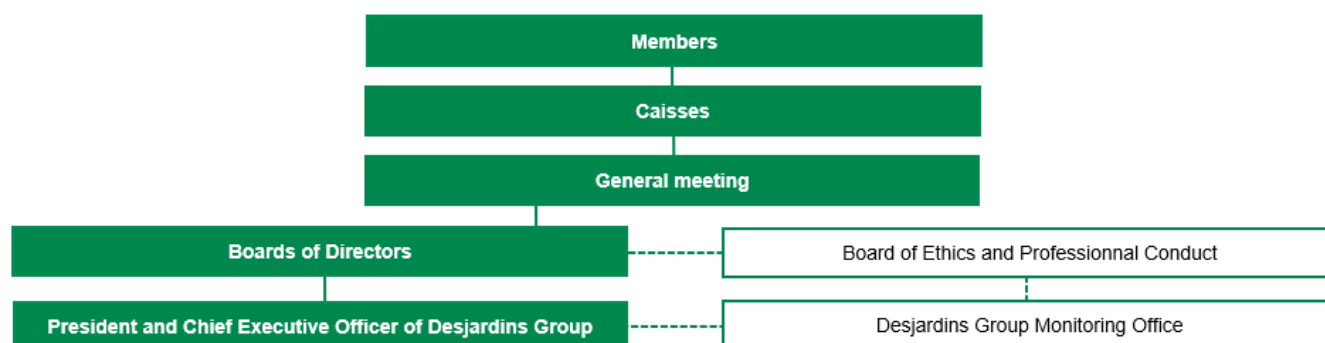 Members
Caisses
General meeting
Boards of Directors
Board of Ethics and Professionnal Conduct
President and Chief Executive Officer of Desjardins Group
Desjardins Group Monitoring Office